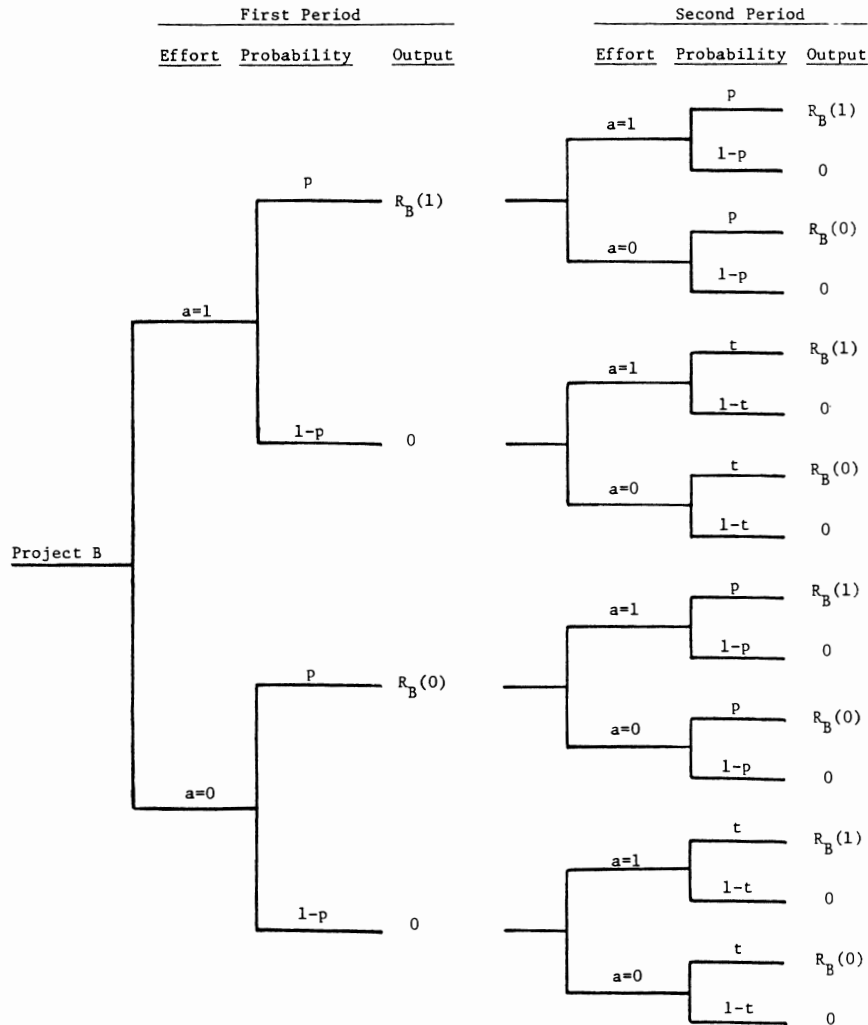 First Period Second Period
Effort Probability Output Effort Probability Output
p R_B(1)
a=1
1-p 0
p R_B(1)
p R_B(0)
a=0
1-p 0
a=1
t R_B(1)
a=1
1-t 0
1-p 0
t R_B(0)
a=0
1-t 0
Project B
p R_B(1)
a=1
1-p 0
p R_B(0)
p R_B(0)
a=0
1-p 0
a=0
t R_B(1)
a=1
1-t 0
1-p 0
t R_B(0)
a=0
1-t 0